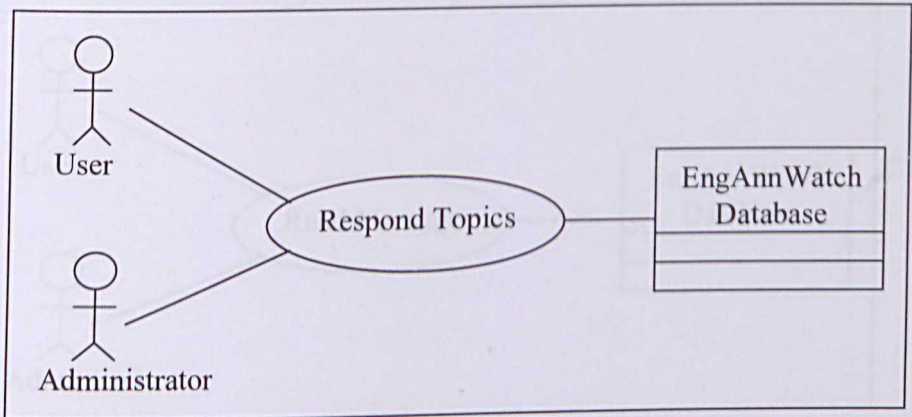 User
Respond Topics
EngAnnWatch
Database
Administrator